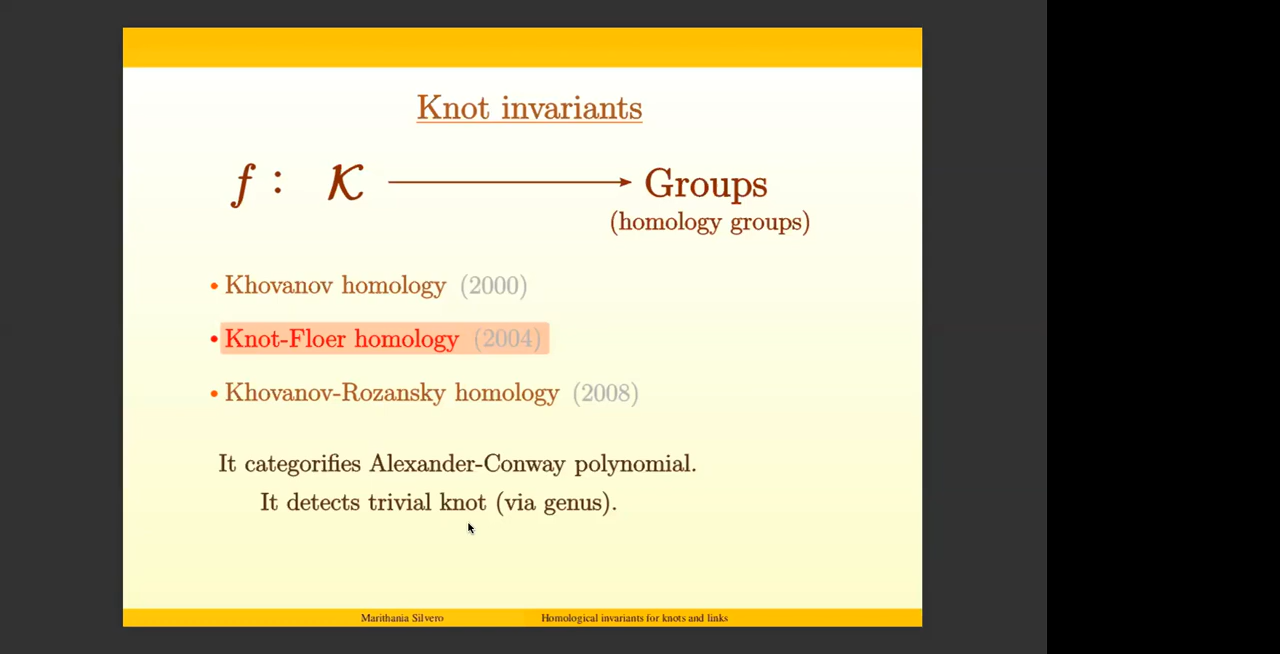 Knot invariants
f : 𝒦 ⟶ Groups
(homology groups)
• Khovanov homology (2000)
• Knot-Floer homology (2004)
• Khovanov-Rozansky homology (2008)
It categorifies Alexander-Conway polynomial.
It detects trivial knot (via genus).
Marithania Silvero Homological invariants for knots and links